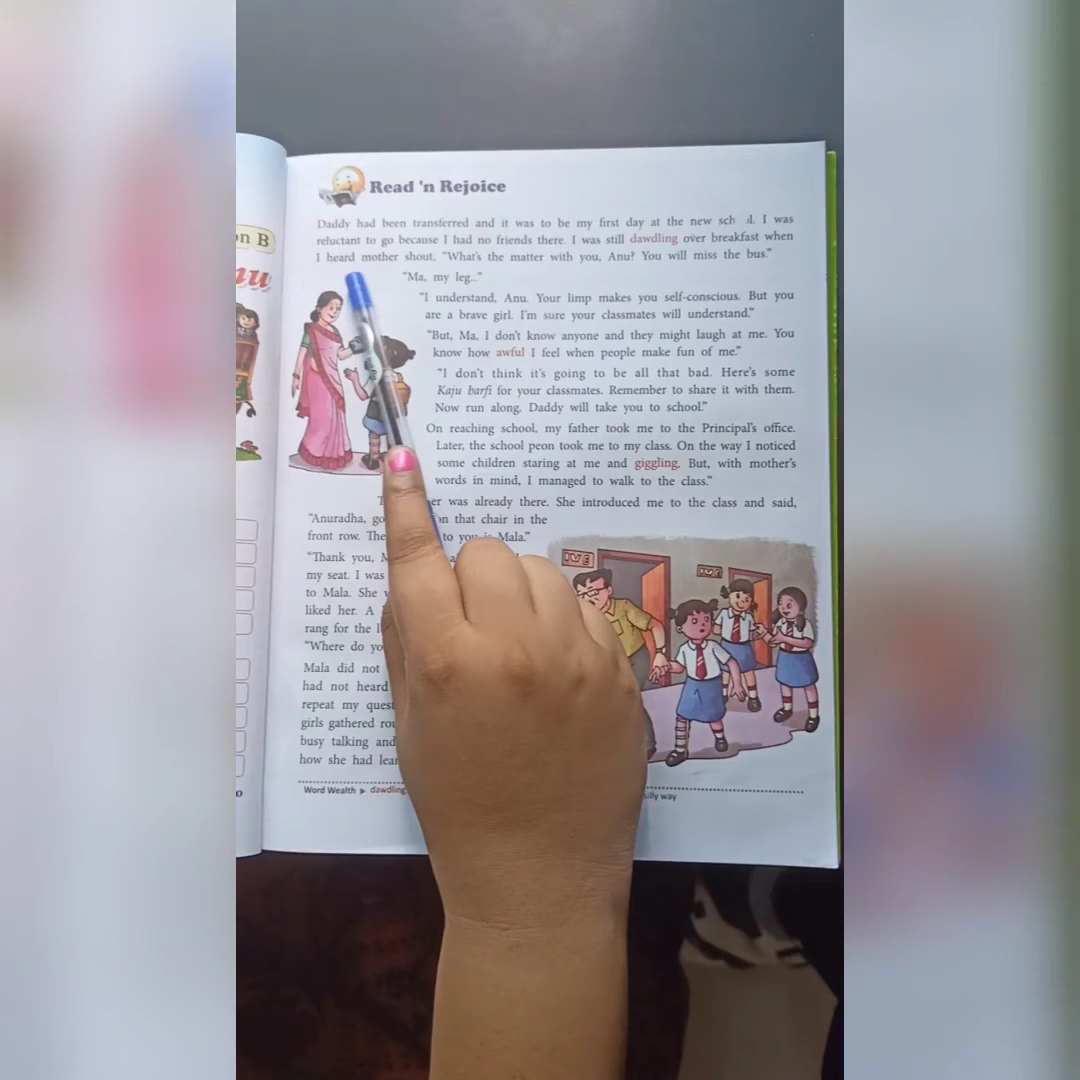 Read 'n Rejoice
Daddy had been transferred and it was to be my first day at the new I was
reluctant to go because I had no friends there. I was still dawdling over breakfast when
I heard mother shout, "What's the matter with you, Anu? You will miss the bus."
"Ma, my leg..."
"I understand, Anu. Your limp makes you self-conscious. But you
are a brave girl. I'm sure your classmates will understand."
"But, Ma, I don't know anyone and they might laugh at me. You
know how awful I feel when people make fun of me."
"I don't think it's going to be all that bad. Here's some
Kaju barfi for your classmates. Remember to share it with them.
Now run along. Daddy will take you to school."
On reaching school, my father took me to the Principal's office.
Later, the school peon took me to my class. On the way I noticed
some children staring at me and giggling. But, with mother's
words in mind, I managed to walk to the class."
was already there. She introduced me to the class and said,
"Anuradha, on that chair in the
front row. to you is Mala."
"Thank you,
my seat. I was
to Mala. She
liked her. A
rang for the
"Where do
Mala did not
had not heard
repeat my
girls gathered
busy talking and
how she had
Word Wealth ▶ dawdling
way
n B
IVC
IVC